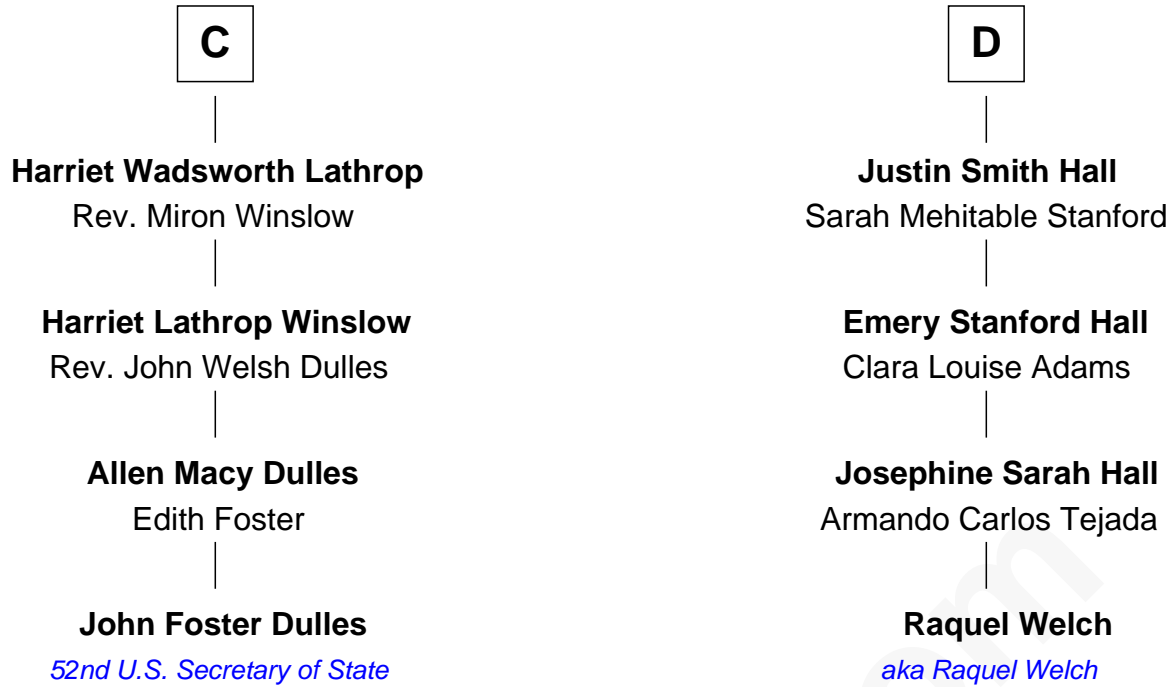 C
Harriet Wadsworth Lathrop
Rev. Miron Winslow
Harriet Lathrop Winslow
Rev. John Welsh Dulles
Allen Macy Dulles
Edith Foster
John Foster Dulles
52nd U.S. Secretary of State
D
Justin Smith Hall
Sarah Mehitable Stanford
Emery Stanford Hall
Clara Louise Adams
Josephine Sarah Hall
Armando Carlos Tejada
Raquel Welch
aka Raquel Welch